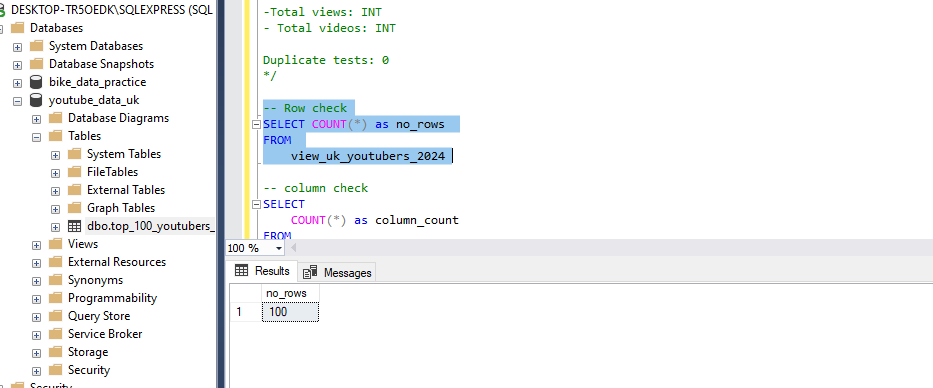 DESKTOP-TR5OEDK\SQLEXPRESS (SQL
Databases
System Databases
Database Snapshots
bike_data_practice
youtube_data_uk
Database Diagrams
Tables
System Tables
FileTables
External Tables
Graph Tables
dbo.top_100_youtubers_
Views
External Resources
Synonyms
Programmability
Query Store
Service Broker
Storage
Security
Security
-Total views: INT
- Total videos: INT
Duplicate tests: 0
*/
-- Row check
SELECT COUNT(*) as no_rows
FROM
view_uk_youtubers_2024
-- column check
SELECT
COUNT(*) as column_count
FROM
100 %
Results Messages
no_rows
1 100